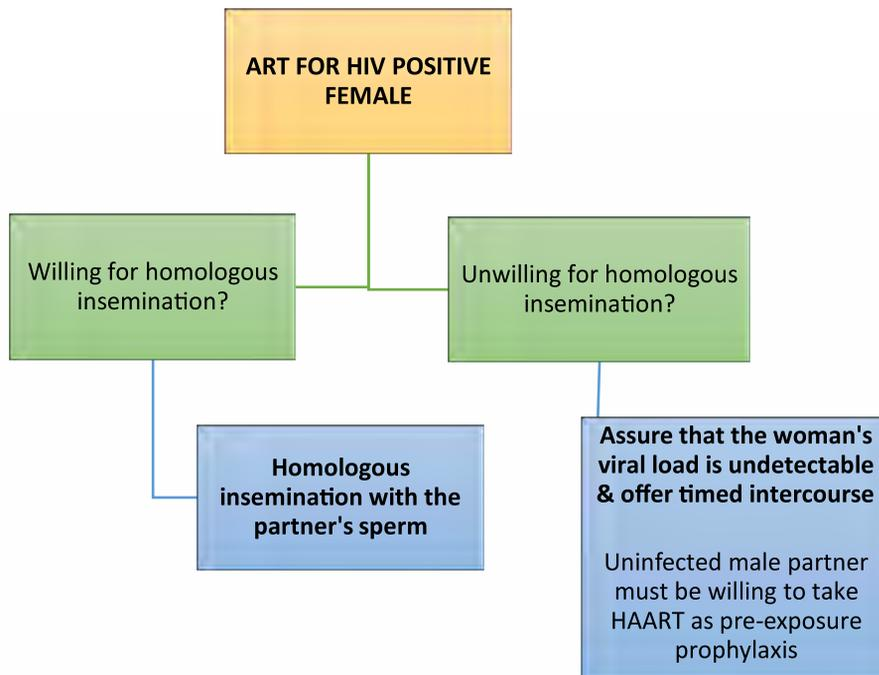 ART FOR HIV POSITIVE
FEMALE
Willing for homologous
insemination?
Unwilling for homologous
insemination?
Homologous
insemination with the
partner's sperm
Assure that the woman's
viral load is undetectable
& offer timed intercourse
Uninfected male partner
must be willing to take
HAART as pre-exposure
prophylaxis